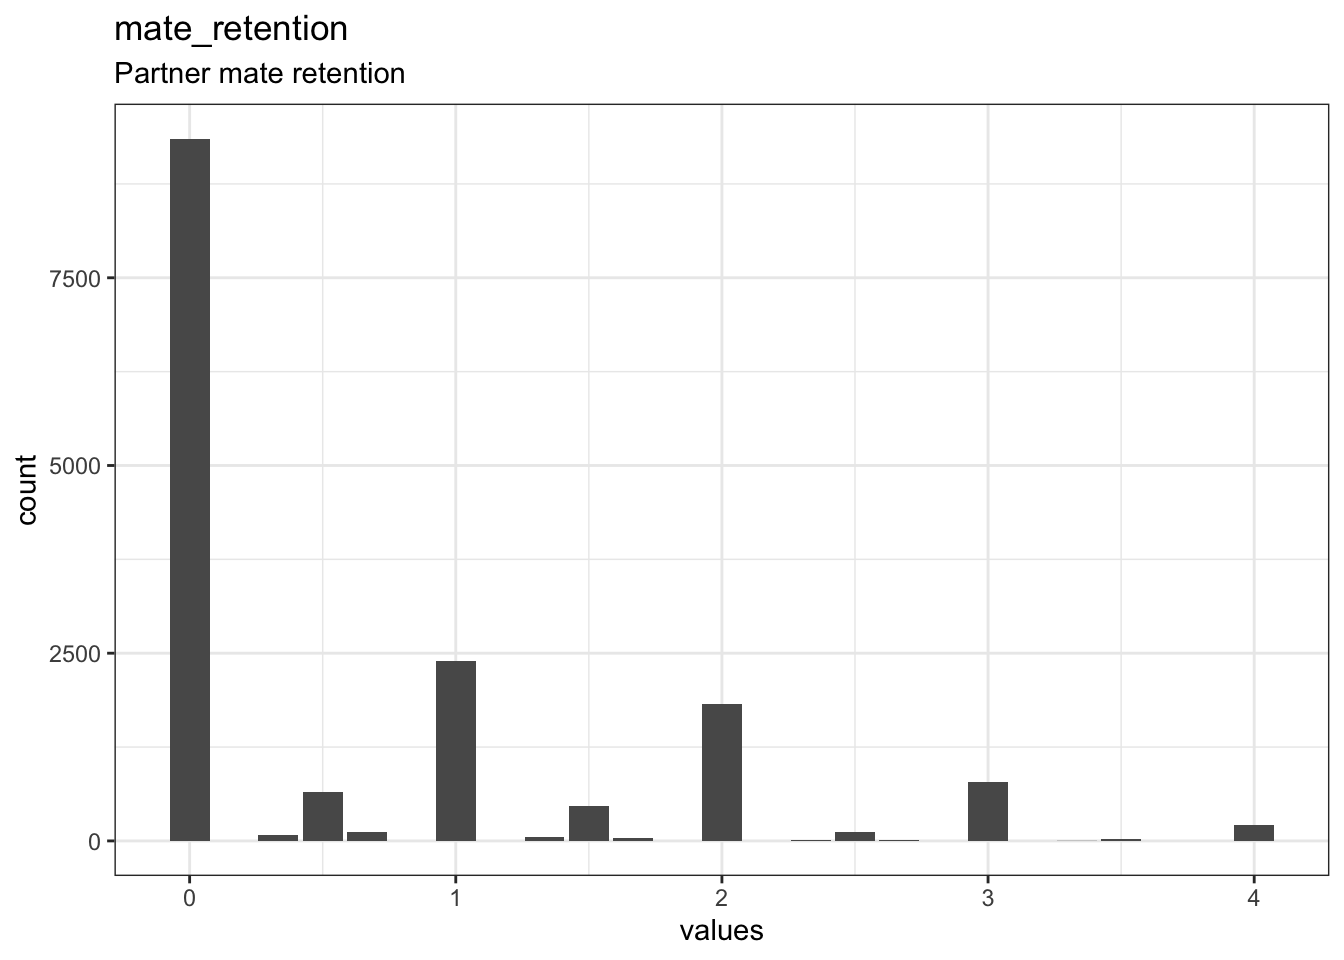 mate_retention
Partner mate retention
7500
5000
2500
0
count
0 1 2 3 4
values